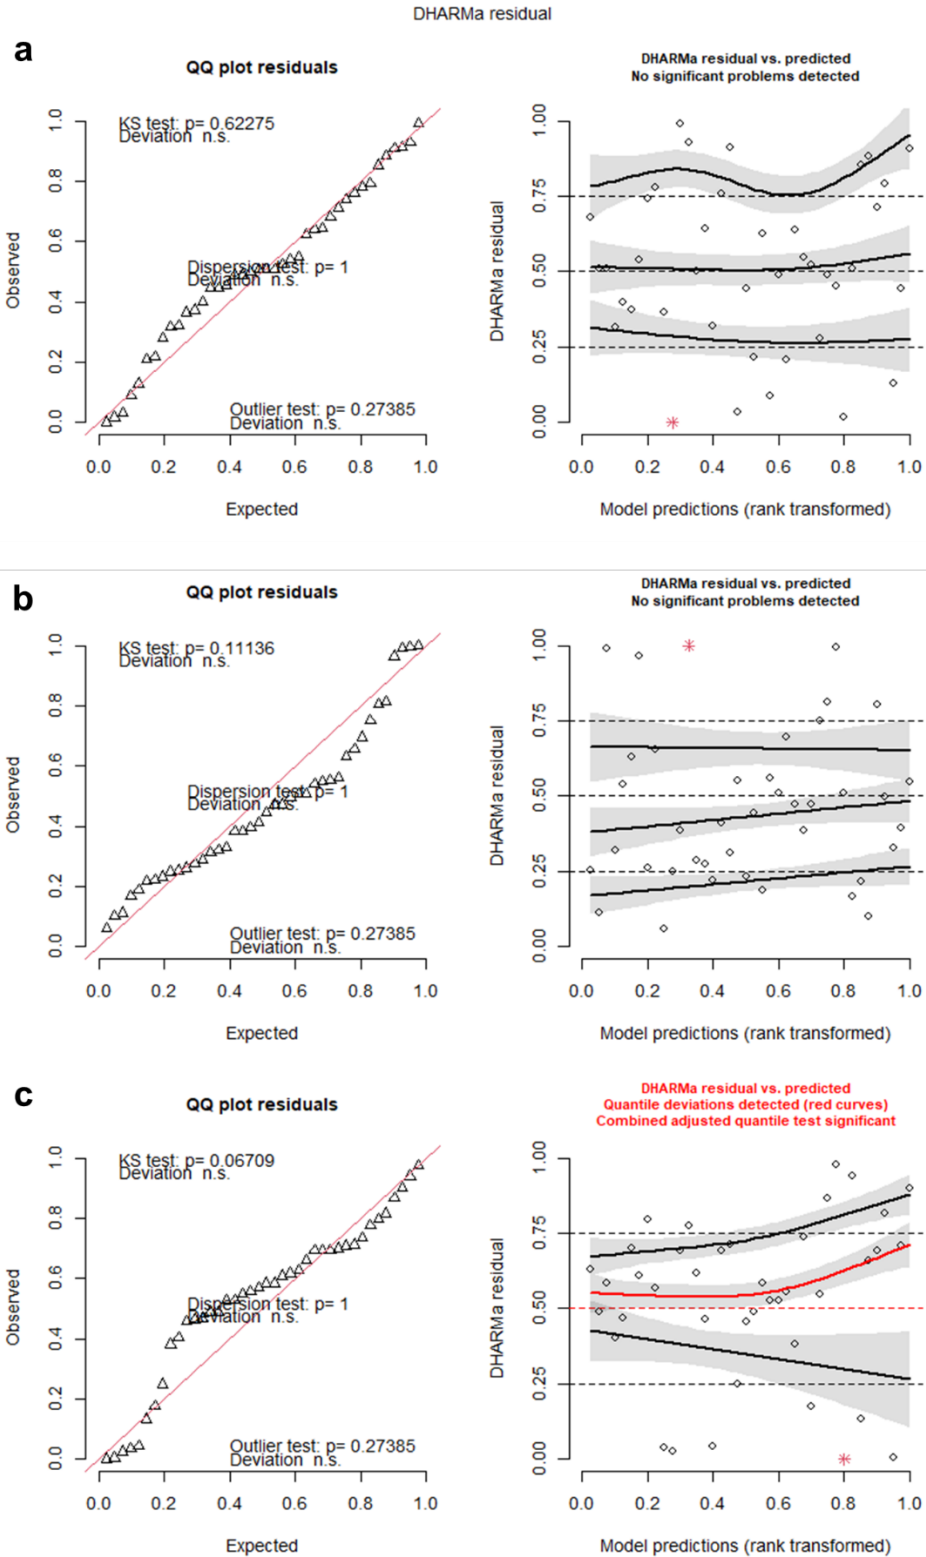 DHARMa residual
a
QQ plot residuals
KS test: p= 0.62275
Deviation n.s.
Dispersion test: p= 1
Deviation n.s.
Outlier test: p= 0.27385
Deviation n.s.
Observed
0.0 0.2 0.4 0.6 0.8 1.0
0.0 0.2 0.4 0.6 0.8 1.0
Expected
DHARMa residual vs. predicted
No significant problems detected
DHARMa residual
0.00 0.25 0.50 0.75 1.00
0.0 0.2 0.4 0.6 0.8 1.0
Model predictions (rank transformed)
b
QQ plot residuals
KS test: p= 0.11136
Deviation n.s.
Dispersion test: p= 1
Deviation n.s.
Outlier test: p= 0.27385
Deviation n.s.
Observed
0.0 0.2 0.4 0.6 0.8 1.0
0.0 0.2 0.4 0.6 0.8 1.0
Expected
DHARMa residual vs. predicted
No significant problems detected
DHARMa residual
0.00 0.25 0.50 0.75 1.00
0.0 0.2 0.4 0.6 0.8 1.0
Model predictions (rank transformed)
c
QQ plot residuals
KS test: p= 0.06709
Deviation n.s.
Dispersion test: p= 1
Deviation n.s.
Outlier test: p= 0.27385
Deviation n.s.
Observed
0.0 0.2 0.4 0.6 0.8 1.0
0.0 0.2 0.4 0.6 0.8 1.0
Expected
DHARMa residual vs. predicted
Quantile deviations detected (red curves)
Combined adjusted quantile test significant
DHARMa residual
0.00 0.25 0.50 0.75 1.00
0.0 0.2 0.4 0.6 0.8 1.0
Model predictions (rank transformed)